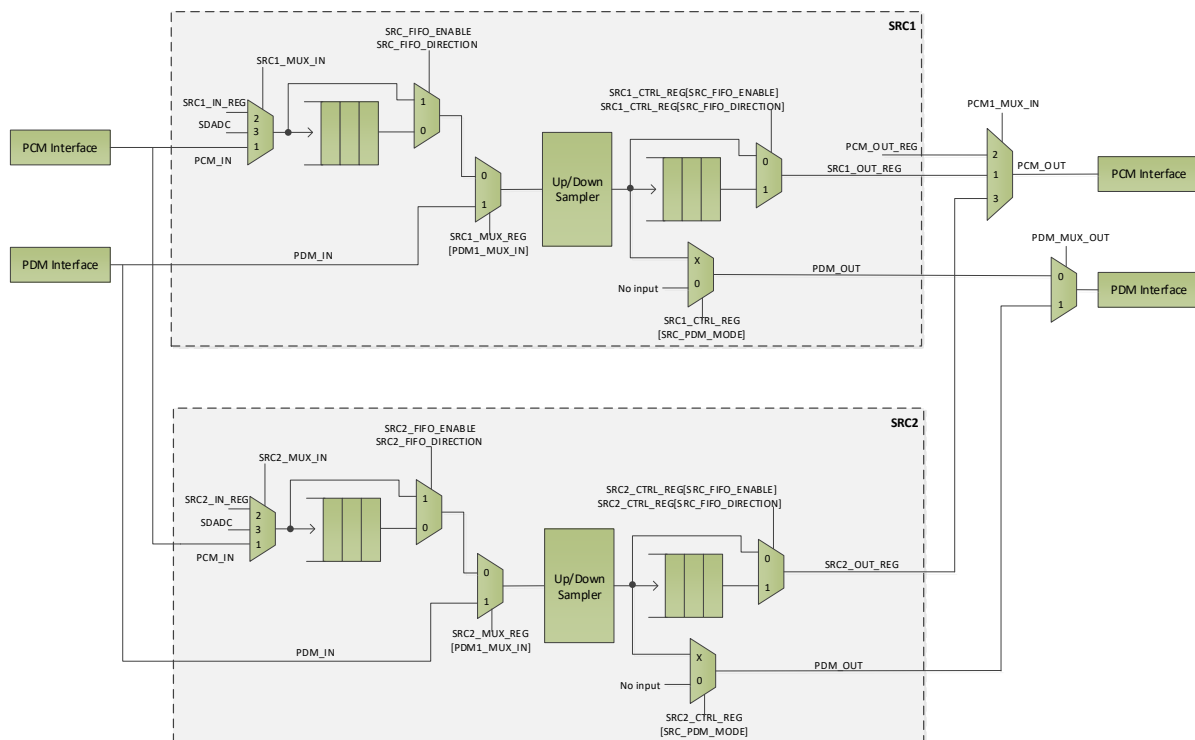 SRC1
SRC_FIFO_ENABLE
SRC_FIFO_DIRECTION
SRC1_MUX_IN
SRC1_IN_REG
SDADC
PCM_IN
2
3
1
1
0
PCM Interface
PDM Interface
PDM_IN
0
1
SRC1_MUX_REG
[PDM1_MUX_IN]
Up/Down
Sampler
SRC1_CTRL_REG[SRC_FIFO_ENABLE]
SRC1_CTRL_REG[SRC_FIFO_DIRECTION]
0
1
SRC1_OUT_REG
X
0
No input
PDM_OUT
SRC1_CTRL_REG
[SRC_PDM_MODE]
PCM1_MUX_IN
PCM_OUT_REG
2
1
3
PCM_OUT
PCM Interface
PDM_MUX_OUT
0
1
PDM Interface
SRC2
SRC2_FIFO_ENABLE
SRC2_FIFO_DIRECTION
SRC2_MUX_IN
SRC2_IN_REG
SDADC
PCM_IN
2
3
1
1
0
PDM_IN
0
1
SRC2_MUX_REG
[PDM1_MUX_IN]
Up/Down
Sampler
SRC2_CTRL_REG[SRC_FIFO_ENABLE]
SRC2_CTRL_REG[SRC_FIFO_DIRECTION]
0
1
SRC2_OUT_REG
X
0
No input
PDM_OUT
SRC2_CTRL_REG
[SRC_PDM_MODE]